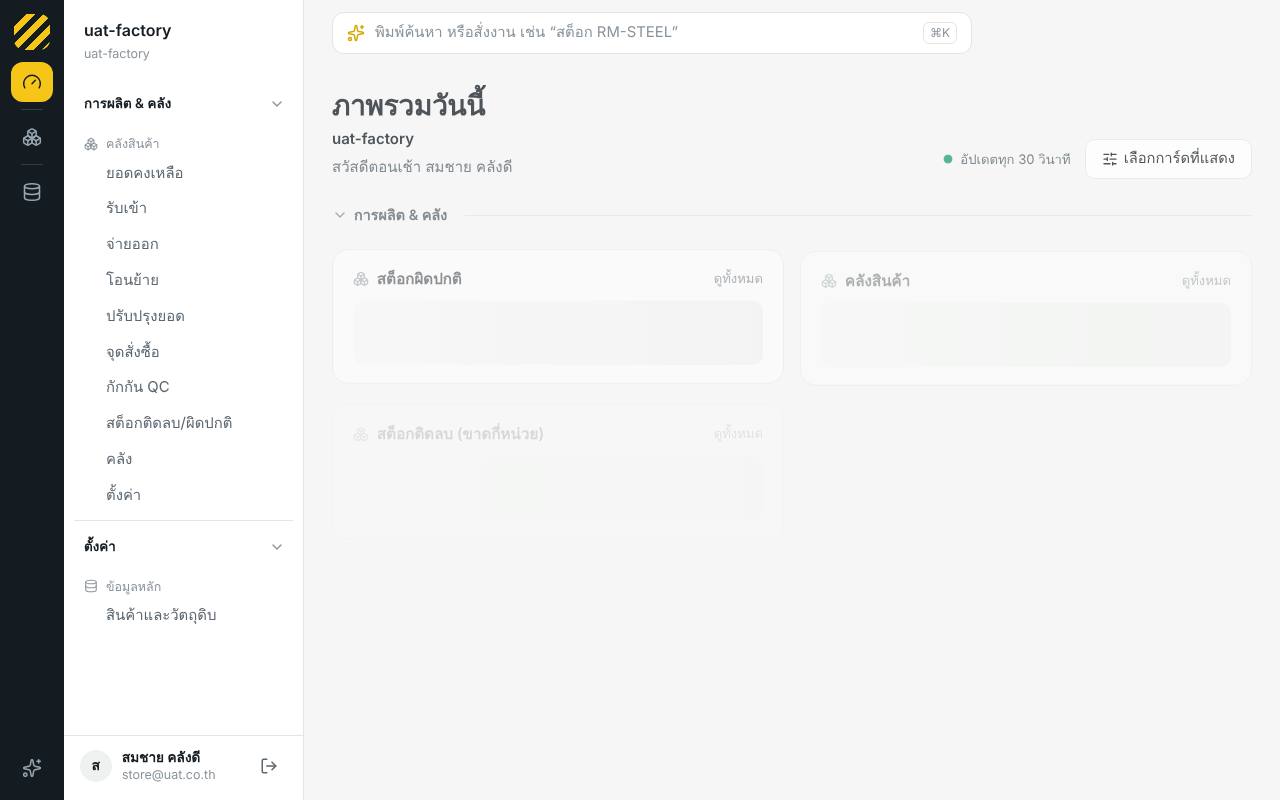 uat-factory
uat-factory
การผลิต & คลัง
คลังสินค้า
ยอดคงเหลือ
รับเข้า
จ่ายออก
โอนย้าย
ปรับปรุงยอด
จุดสั่งซื้อ
กักกัน QC
สต็อกติดลบ/ผิดปกติ
คลัง
ตั้งค่า
ตั้งค่า
ข้อมูลหลัก
สินค้าและวัตถุดิบ
ส
สมชาย คลังดี
store@uat.co.th
พิมพ์ค้นหา หรือสั่งงาน เช่น “สต็อก RM-STEEL”
⌘K
ภาพรวมวันนี้
uat-factory
สวัสดีตอนเช้า สมชาย คลังดี
อัปเดตทุก 30 วินาที
เลือกการ์ดที่แสดง
การผลิต & คลัง
สต็อกผิดปกติ
ดูทั้งหมด
คลังสินค้า
ดูทั้งหมด
สต็อกติดลบ (ขาดกี่หน่วย)
ดูทั้งหมด